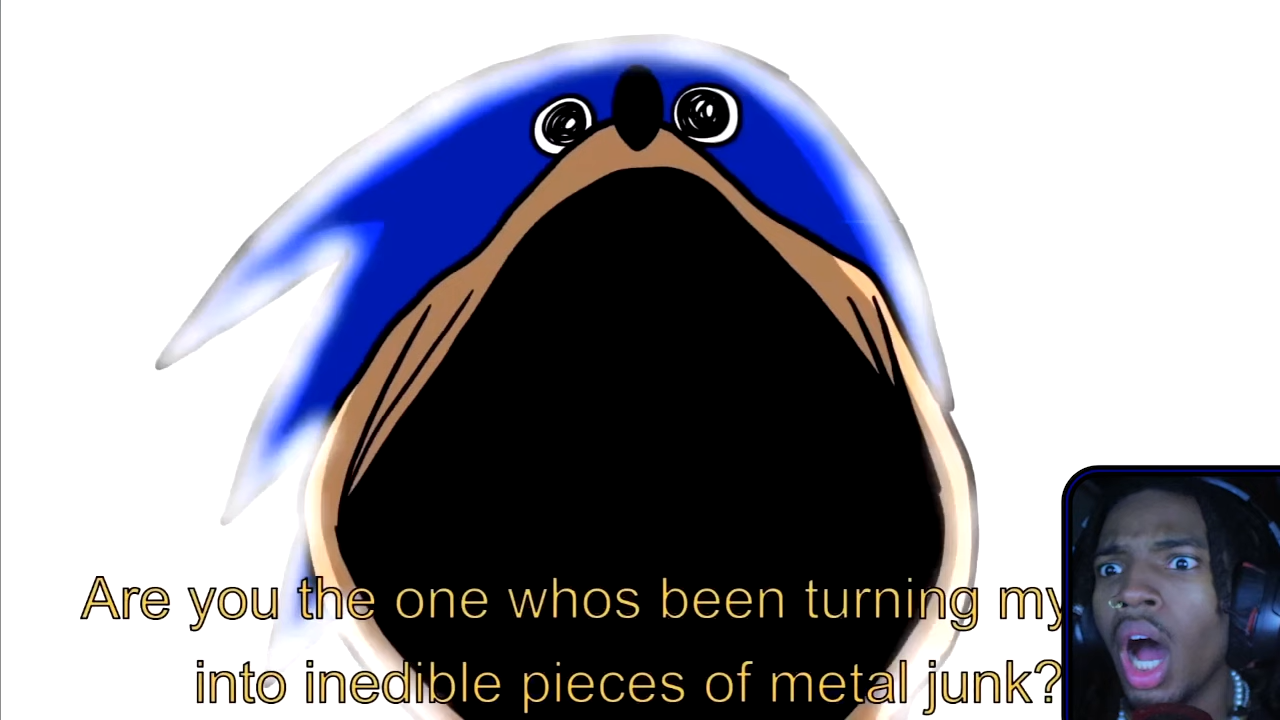 Are you the one whos been turning my
into inedible pieces of metal junk?